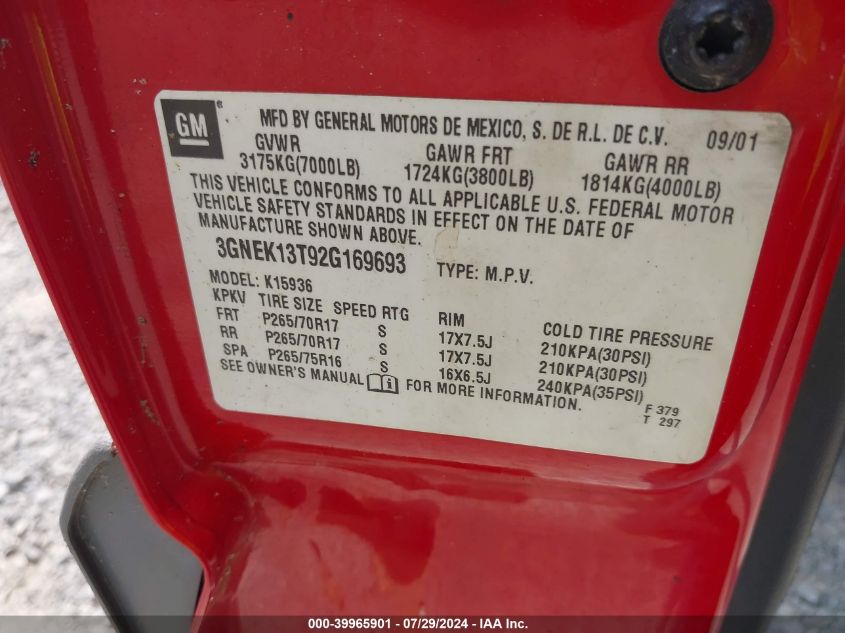 GM® MFD BY GENERAL MOTORS DE MEXICO, S. DE R.L. DE C.V. 09/01
GVWR GAWR FRT GAWR RR
3175KG(7000LB) 1724KG(3800LB) 1814KG(4000LB)
THIS VEHICLE CONFORMS TO ALL APPLICABLE U.S. FEDERAL MOTOR
VEHICLE SAFETY STANDARDS IN EFFECT ON THE DATE OF
MANUFACTURE SHOWN ABOVE.
3GNEK13T92G169693 TYPE: M.P.V.
MODEL: K15936
KPKV TIRE SIZE SPEED RTG RIM COLD TIRE PRESSURE
FRT P265/70R17 S 17X7.5J 210KPA(30PSI)
RR P265/70R17 S 17X7.5J 210KPA(30PSI)
SPA P265/75R16 S 16X6.5J 240KPA(35PSI)
SEE OWNER'S MANUAL i FOR MORE INFORMATION.
F 379
T 297
000-39965901 - 07/29/2024 - IAA Inc.